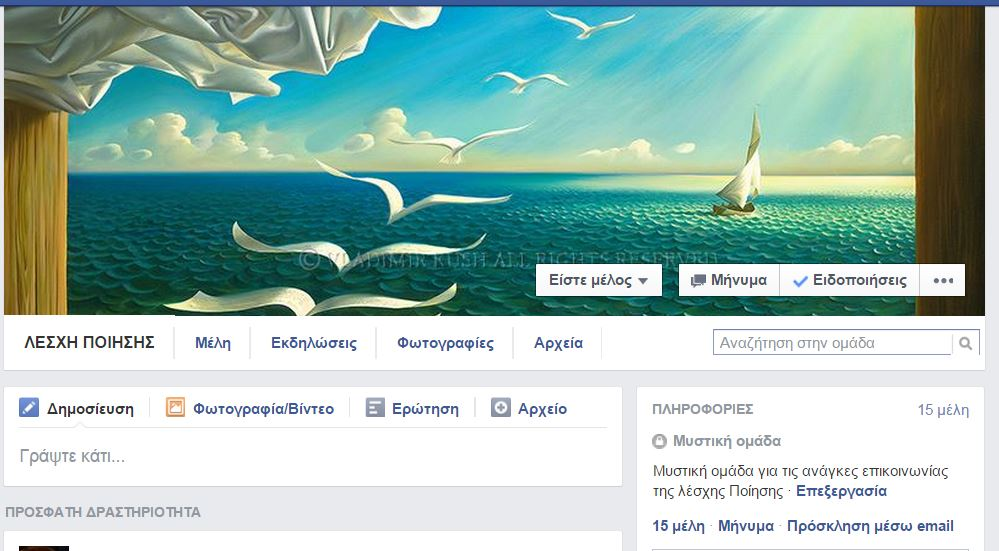 © VLADIMIR KUSH ALL RIGHTS RESERVED
Είστε μέλος
Μήνυμα
Ειδοποιήσεις
ΛΕΣΧΗ ΠΟΙΗΣΗΣ
Μέλη
Εκδηλώσεις
Φωτογραφίες
Αρχεία
Αναζήτηση στην ομάδα
Δημοσίευση
Φωτογραφία/Βίντεο
Ερώτηση
Αρχείο
Γράψτε κάτι...
ΠΡΟΣΦΑΤΗ ΔΡΑΣΤΗΡΙΟΤΗΤΑ
ΠΛΗΡΟΦΟΡΙΕΣ
15 μέλη
Μυστική ομάδα
Μυστική ομάδα για τις ανάγκες επικοινωνίας
της λέσχης Ποίησης · Επεξεργασία
15 μέλη · Μήνυμα · Πρόσκληση μέσω email